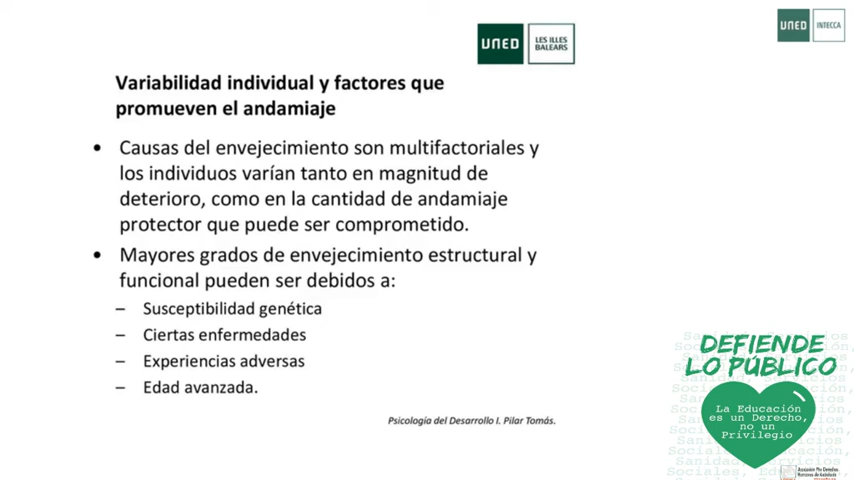 UNED
LES ILLES
BALEARS
UNED
INTECCA
Variabilidad individual y factores que
promueven el andamiaje
• Causas del envejecimiento son multifactoriales y
los individuos varían tanto en magnitud de
deterioro, como en la cantidad de andamiaje
protector que puede ser comprometido.
• Mayores grados de envejecimiento estructural y
funcional pueden ser debidos a:
– Susceptibilidad genética
– Ciertas enfermedades
– Experiencias adversas
– Edad avanzada.
Psicología del Desarrollo I. Pilar Tomás.
DEFIENDE
LO PÚBLICO
La Educación
es un Derecho,
no un
Privilegio